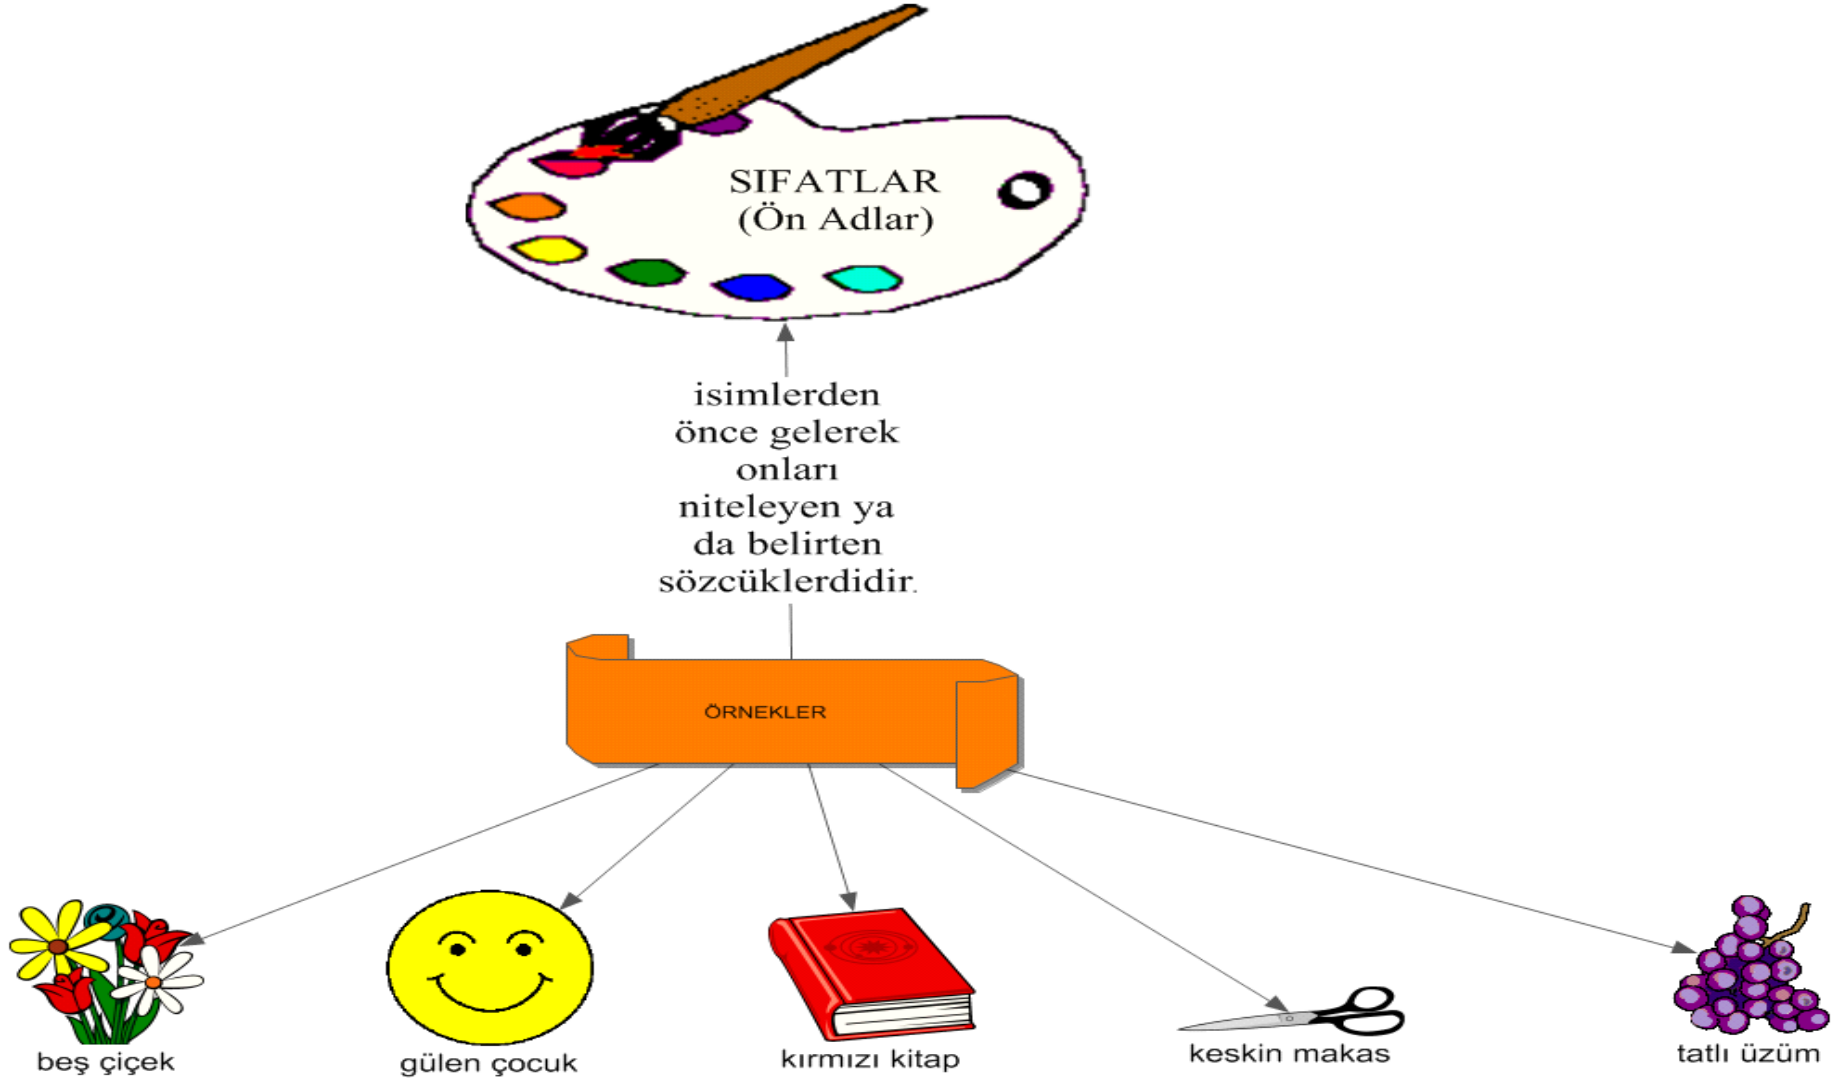 SIFATLAR
(Ön Adlar)
isimlerden
önce gelerek
onları
niteleyen ya
da belirten
sözcüklerdidir.
ÖRNEKLER
beş çiçek
gülen çocuk
kırmızı kitap
keskin makas
tatlı üzüm